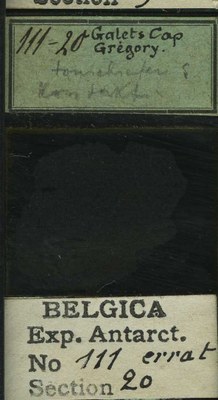 Section
111-20 Galets Cap
Grégory.
BELGICA
Exp. Antarct.
No 111 errat
Section 20